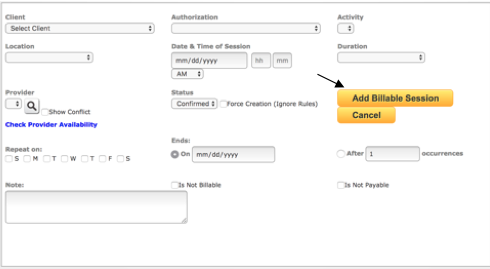 Client Authorization Activity
Select Client
Location Date & Time of Session Duration
mm/dd/yyyy hh mm
AM
Provider Status
Show Conflict Confirmed Force Creation (Ignore Rules) Add Billable Session
Check Provider Availability Cancel
Repeat on: Ends:
S M T W T F S On mm/dd/yyyy After 1 occurrences
Note: Is Not Billable Is Not Payable